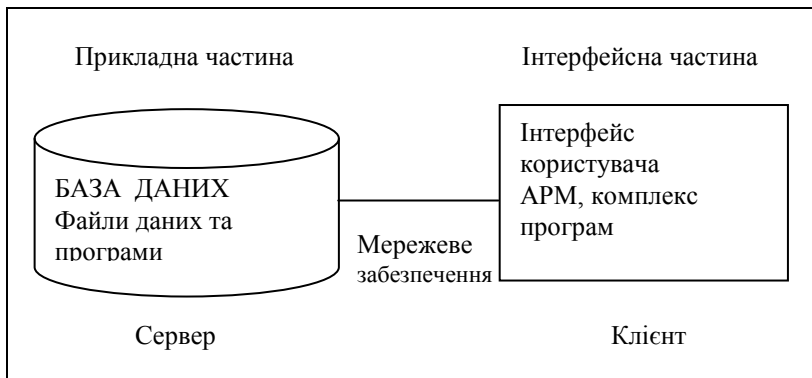 Прикладна частина
Інтерфейсна частина
БАЗА ДАНИХ
Файли даних та
програми
Мережеве
забезпечення
Інтерфейс
користувача
АРМ, комплекс
програм
Сервер
Клієнт